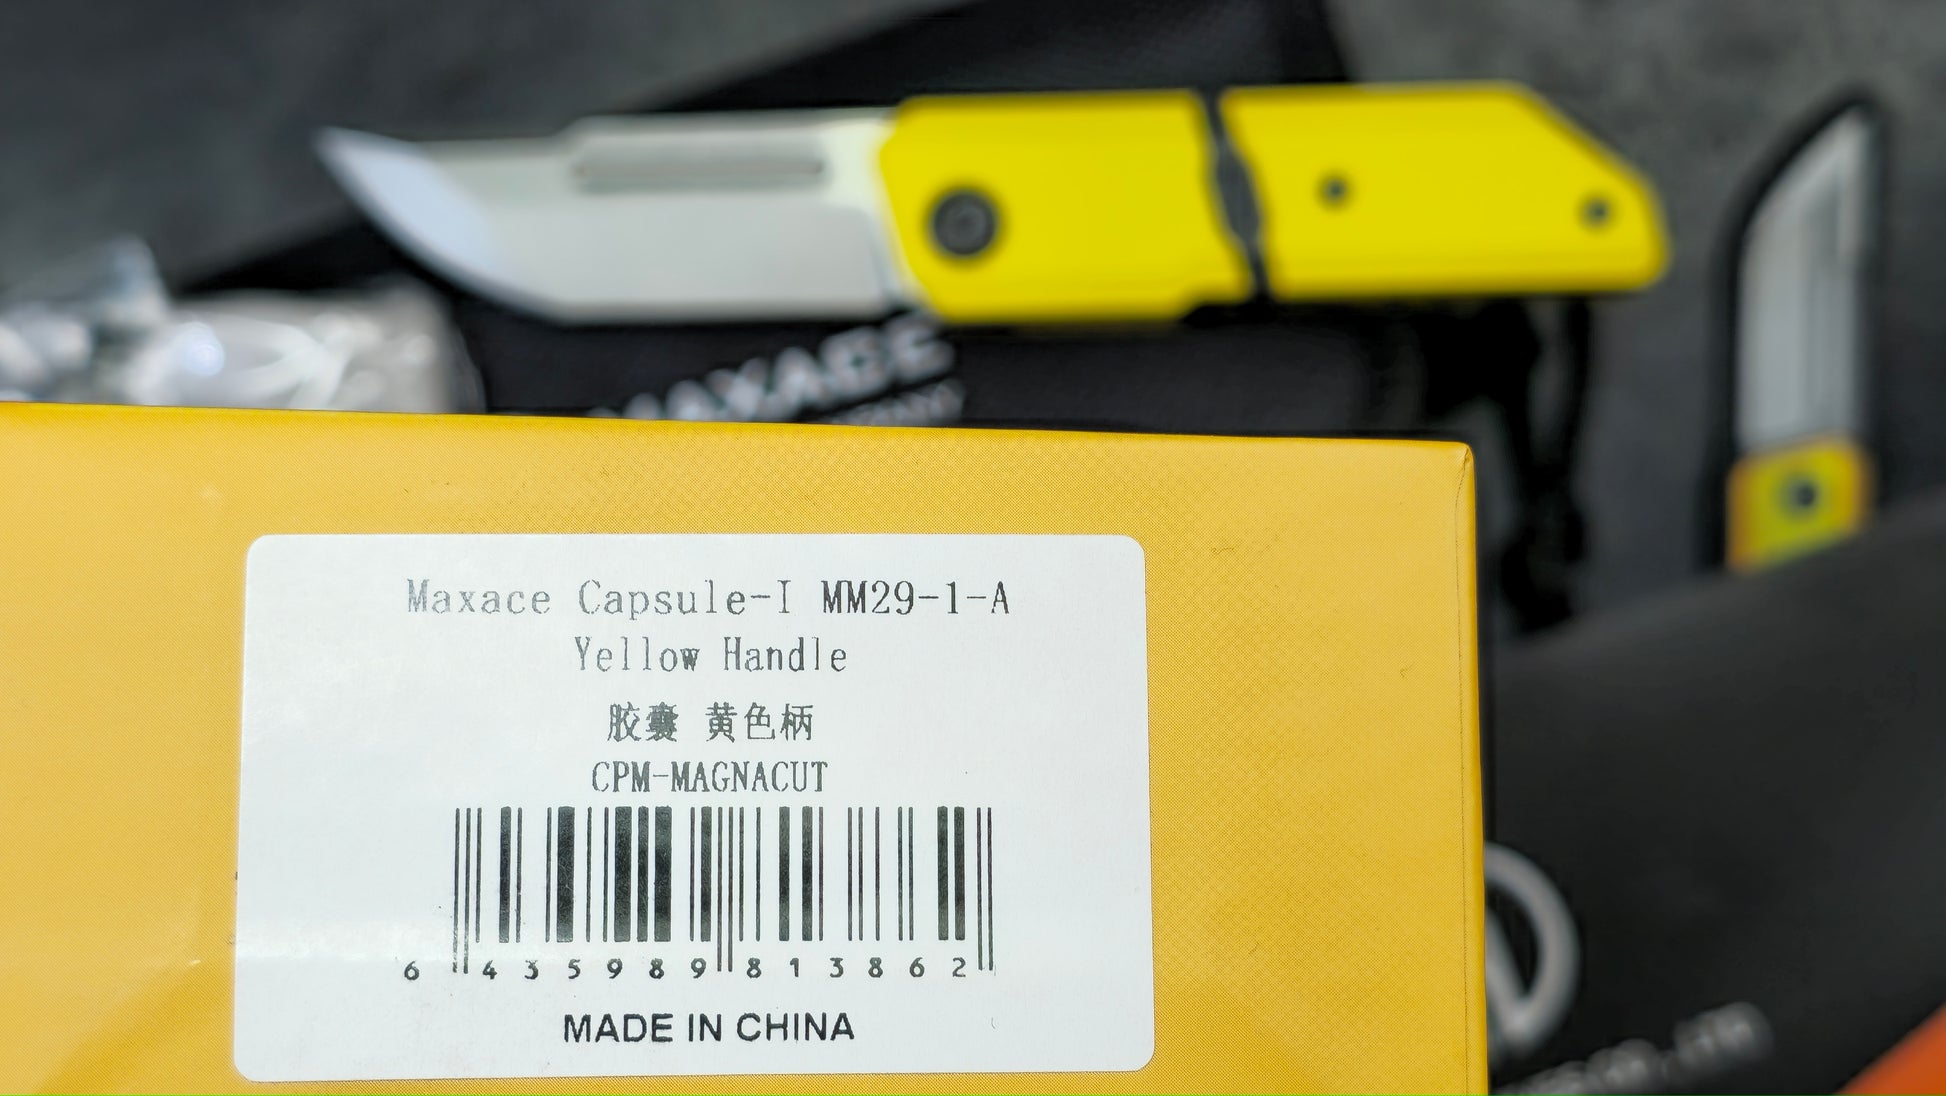 MAXACE
Maxace Capsule-I MM29-1-A
Yellow Handle
胶囊 黄色柄
CPM-MAGNACUT
6 435989 813862
MADE IN CHINA